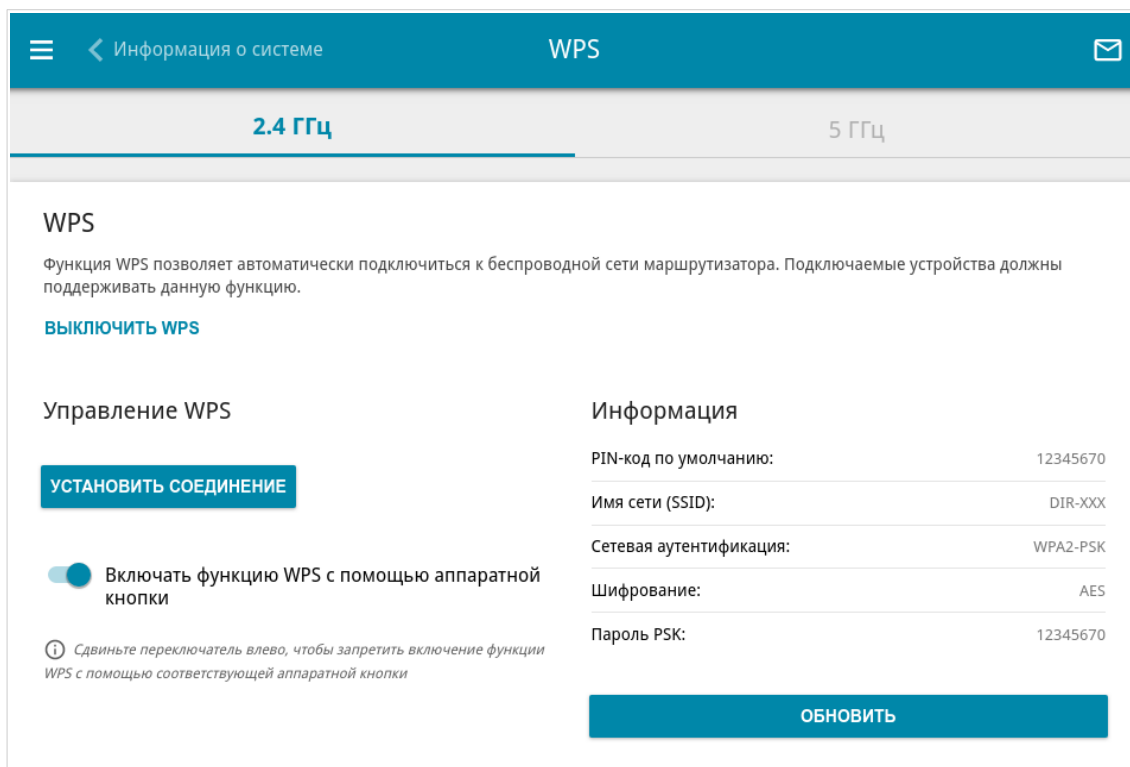 Информация о системе
WPS
2.4 ГГц
5 ГГц
WPS
Функция WPS позволяет автоматически подключиться к беспроводной сети маршрутизатора. Подключаемые устройства должны
поддерживать данную функцию.
ВЫКЛЮЧИТЬ WPS
Управление WPS
УСТАНОВИТЬ СОЕДИНЕНИЕ
Включать функцию WPS с помощью аппаратной
кнопки
Сдвиньте переключатель влево, чтобы запретить включение функции
WPS с помощью соответствующей аппаратной кнопки
Информация
PIN-код по умолчанию: 12345670
Имя сети (SSID): DIR-XXX
Сетевая аутентификация: WPA2-PSK
Шифрование: AES
Пароль PSK: 12345670
ОБНОВИТЬ